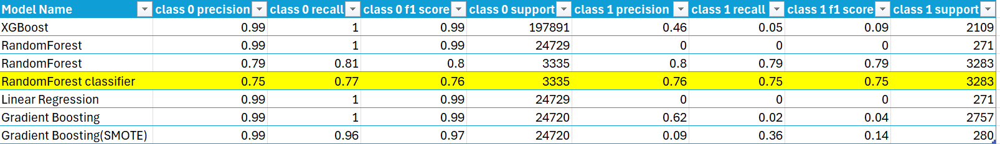 Model Name class 0 precision class 0 recall class 0 f1 score class 0 support class 1 precision class 1 recall class 1 f1 score class 1 support
XGBoost 0.99 1 0.99 197891 0.46 0.05 0.09 2109
RandomForest 0.99 1 0.99 24729 0 0 0 271
RandomForest 0.79 0.81 0.8 3335 0.8 0.79 0.79 3283
RandomForest classifier 0.75 0.77 0.76 3335 0.76 0.75 0.75 3283
Linear Regression 0.99 1 0.99 24729 0 0 0 271
Gradient Boosting 0.99 1 0.99 24720 0.62 0.02 0.04 2757
Gradient Boosting(SMOTE) 0.99 0.96 0.97 24720 0.09 0.36 0.14 280